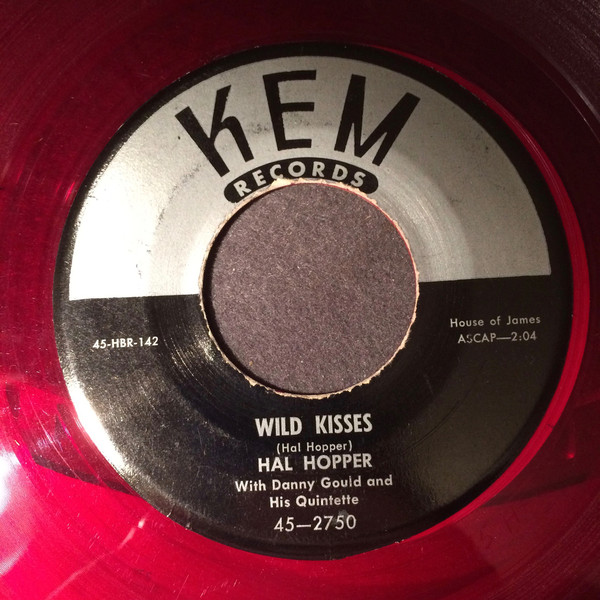 KEM
RECORDS
45-HBR-142
House of James
ASCAP—2:04
WILD KISSES
(Hal Hopper)
HAL HOPPER
With Danny Gould and
His Quintette
45—2750